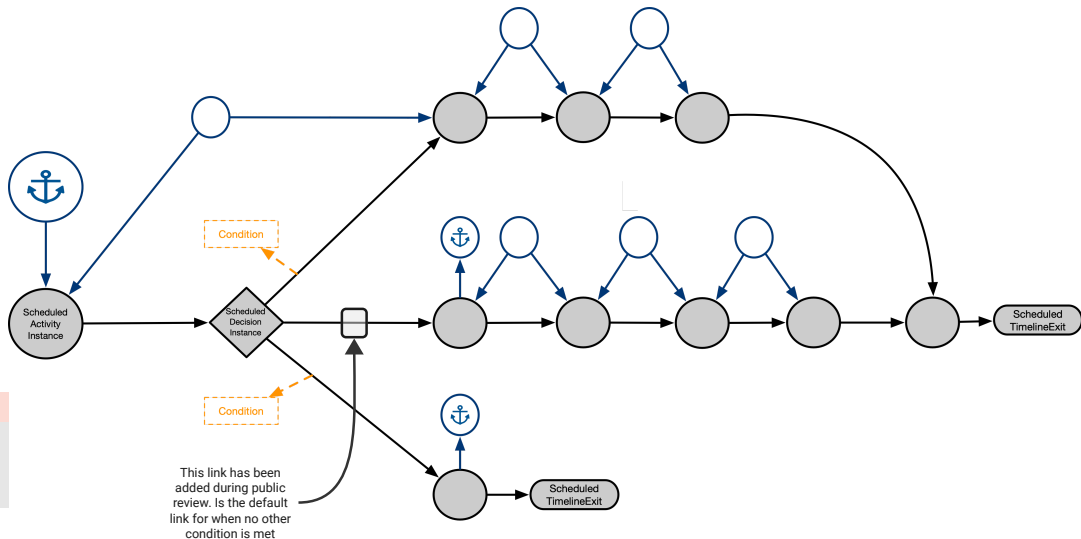 Condition
Scheduled
Activity
Instance
Scheduled
Decision
Instance
Scheduled
TimelineExit
Condition
This link has been
added during public
review. Is the default
link for when no other
condition is met
Scheduled
TimelineExit